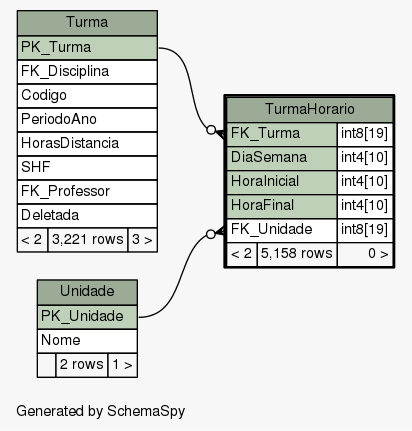 Turma
PK_Turma
FK_Disciplina
Codigo
PeriodoAno
HorasDistancia
SHF
FK_Professor
Deletada
< 2 3,221 rows 3 >
TurmaHorario
FK_Turma int8[19]
DiaSemana int4[10]
HoraInicial int4[10]
HoraFinal int4[10]
FK_Unidade int8[19]
< 2 5,158 rows 0 >
Unidade
PK_Unidade
Nome
2 rows 1 >
Generated by SchemaSpy